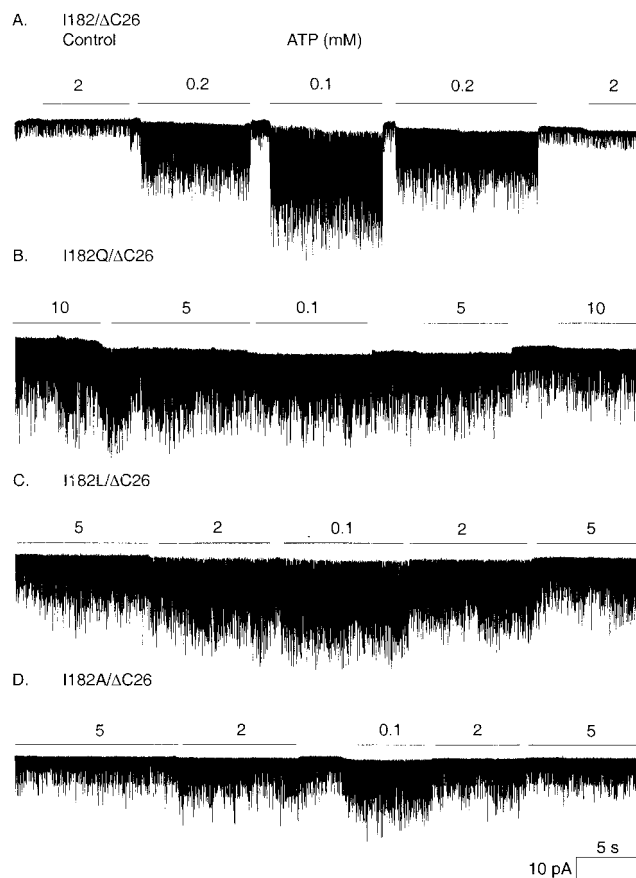 A. I182/ΔC26
Control ATP (mM)
2 0.2 0.1 0.2 2
B. I182Q/ΔC26
10 5 0.1 5 10
C. I182L/ΔC26
5 2 0.1 2 5
D. I182A/ΔC26
5 2 0.1 2 5
5 s
10 pA